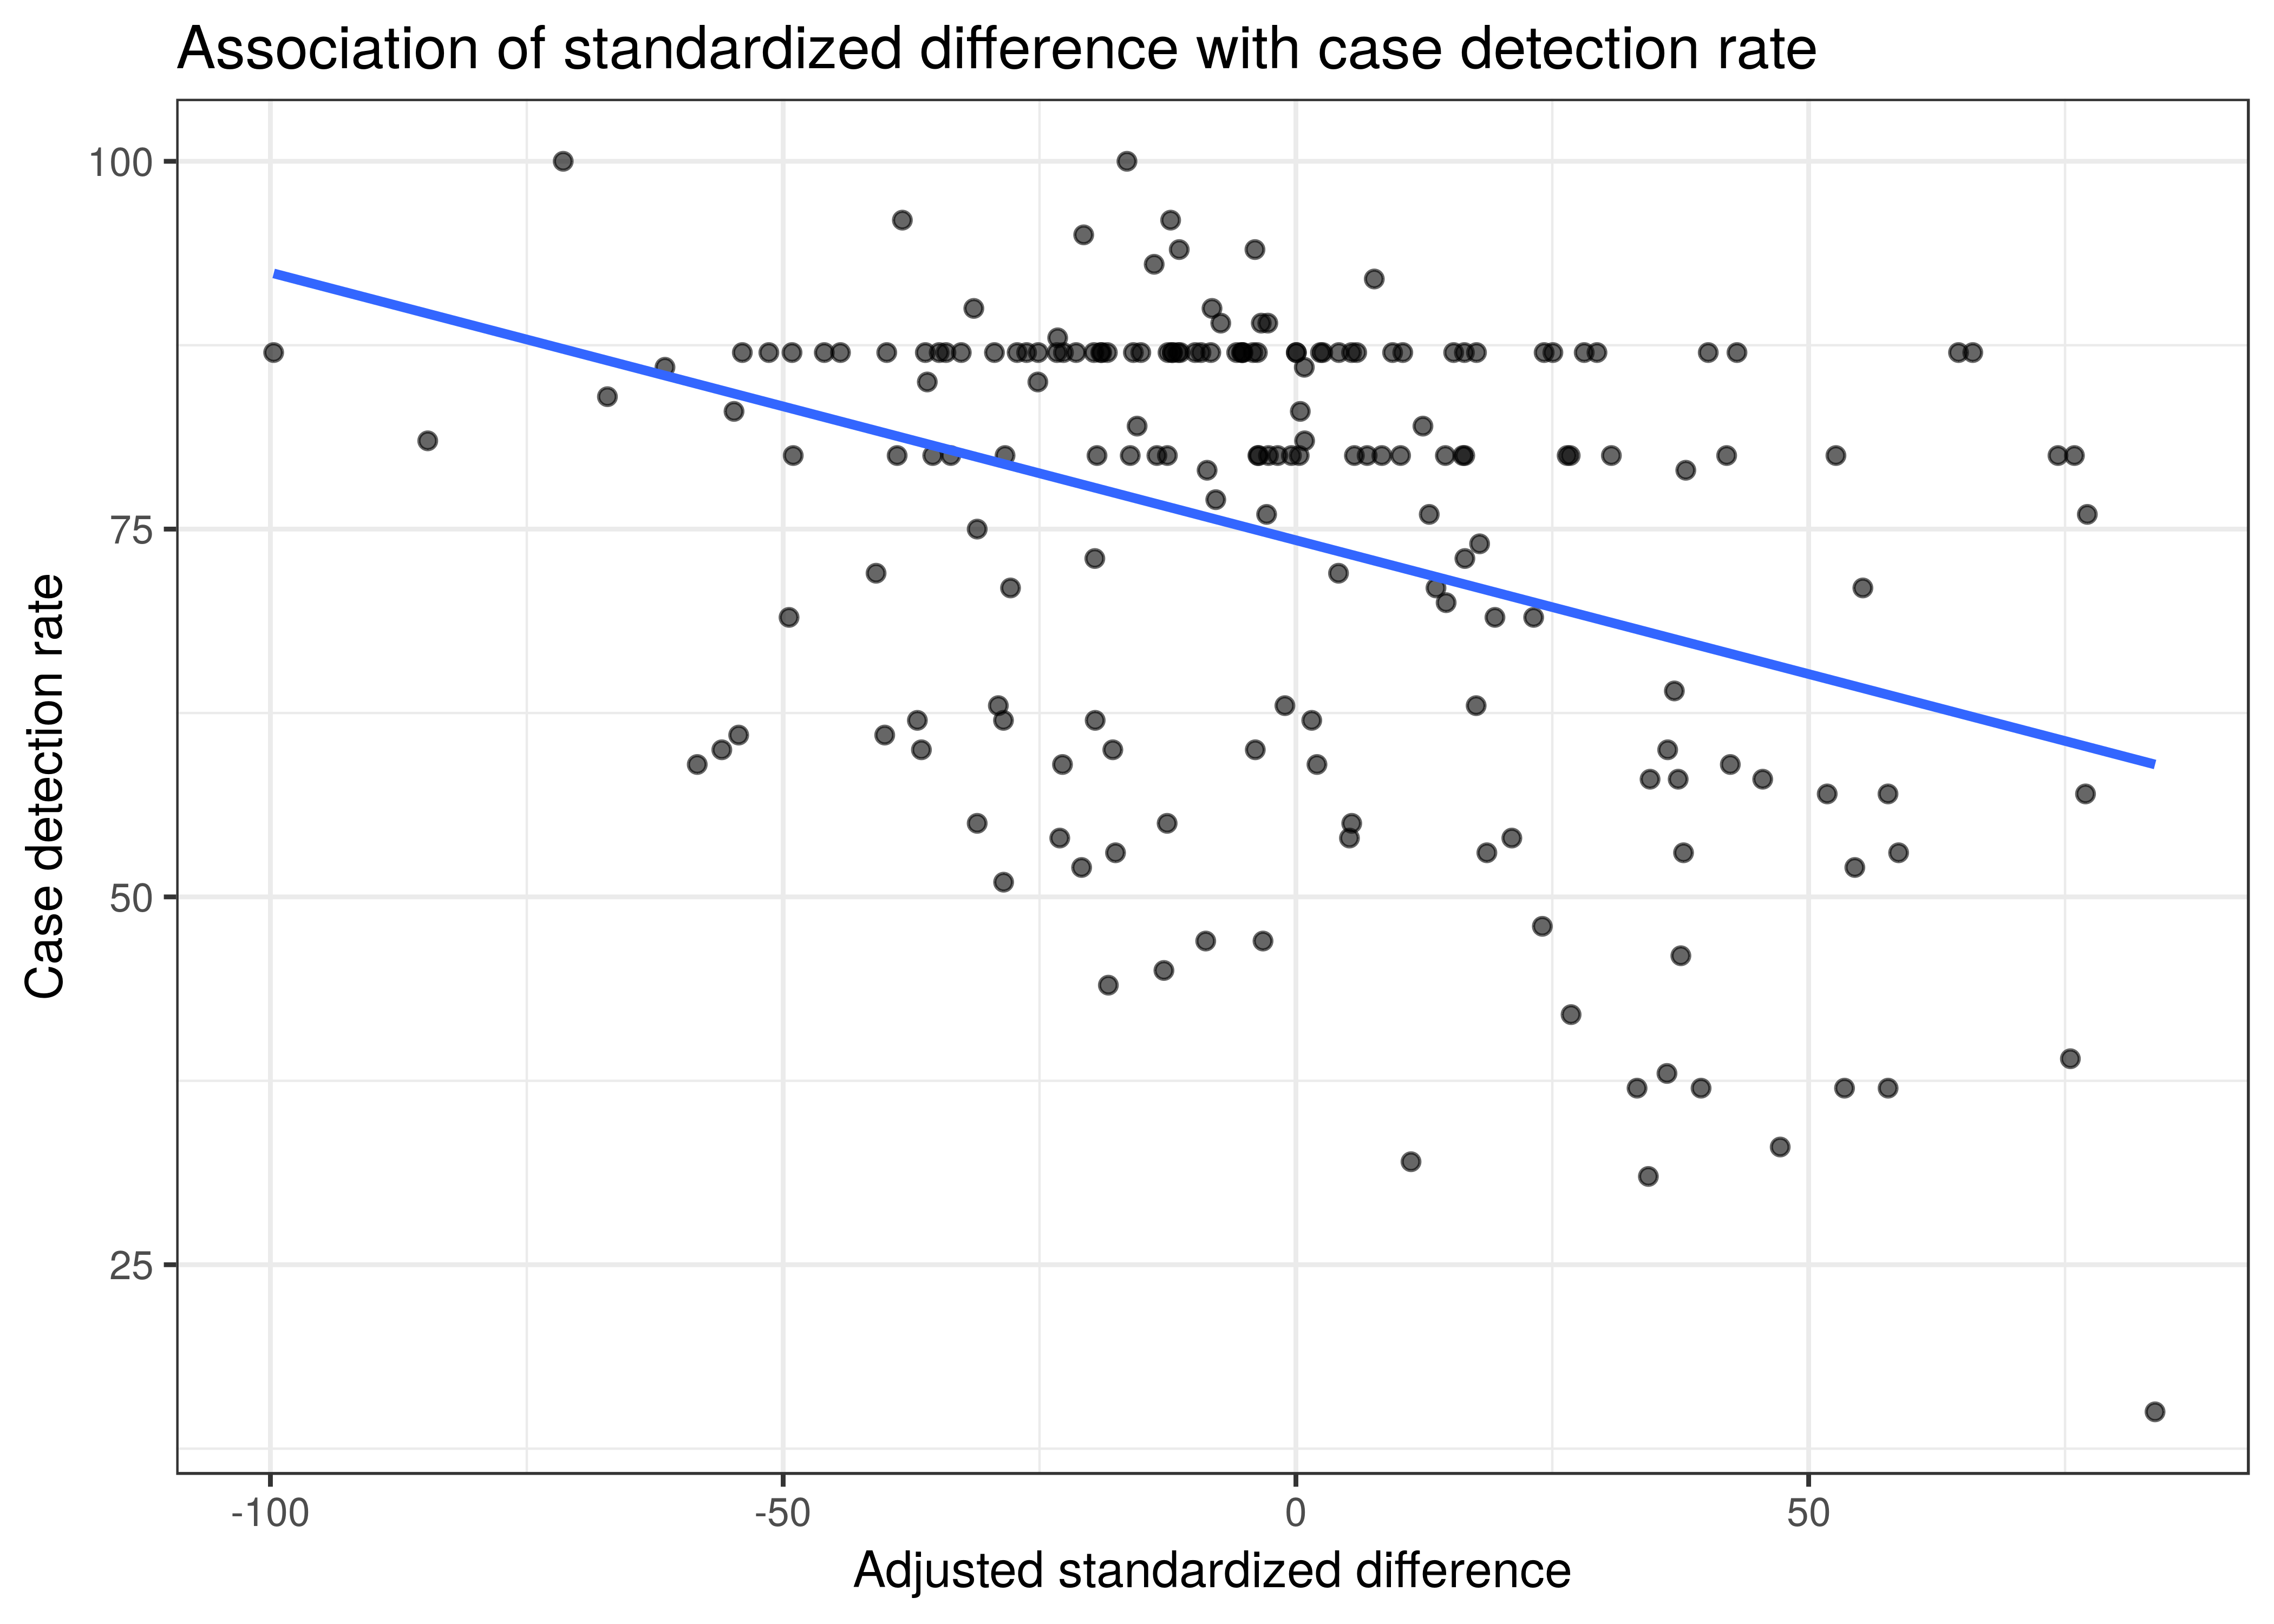 Association of standardized difference with case detection rate
100
75
50
25
Case detection rate
-100
-50
0
50
Adjusted standardized difference